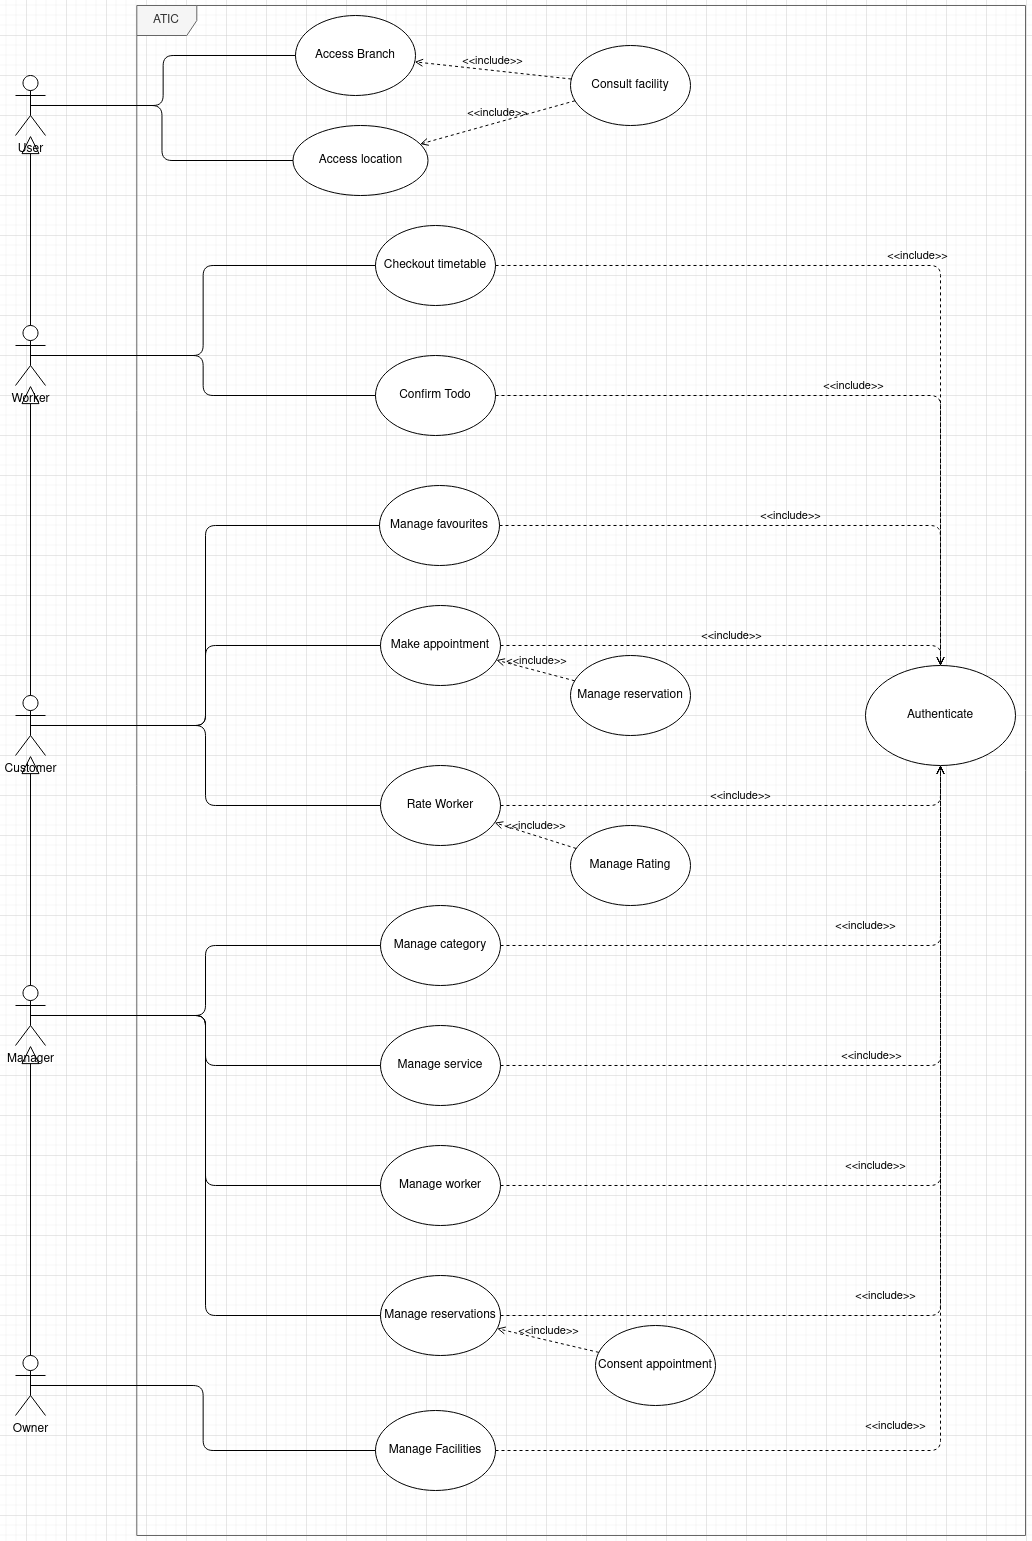 ATIC
Access Branch
<<include>>
Consult facility
<<include>>
User
Access location
Checkout timetable
<<include>>
Worker
Confirm Todo
<<include>>
Manage favourites
<<include>>
Make appointment
<<include>>
<<include>>
Manage reservation
Authenticate
Customer
Rate Worker
<<include>>
<<include>>
Manage Rating
Manage category
<<include>>
Manager
Manage service
<<include>>
Manage worker
<<include>>
Manage reservations
<<include>>
<<include>>
Consent appointment
Owner
Manage Facilities
<<include>>